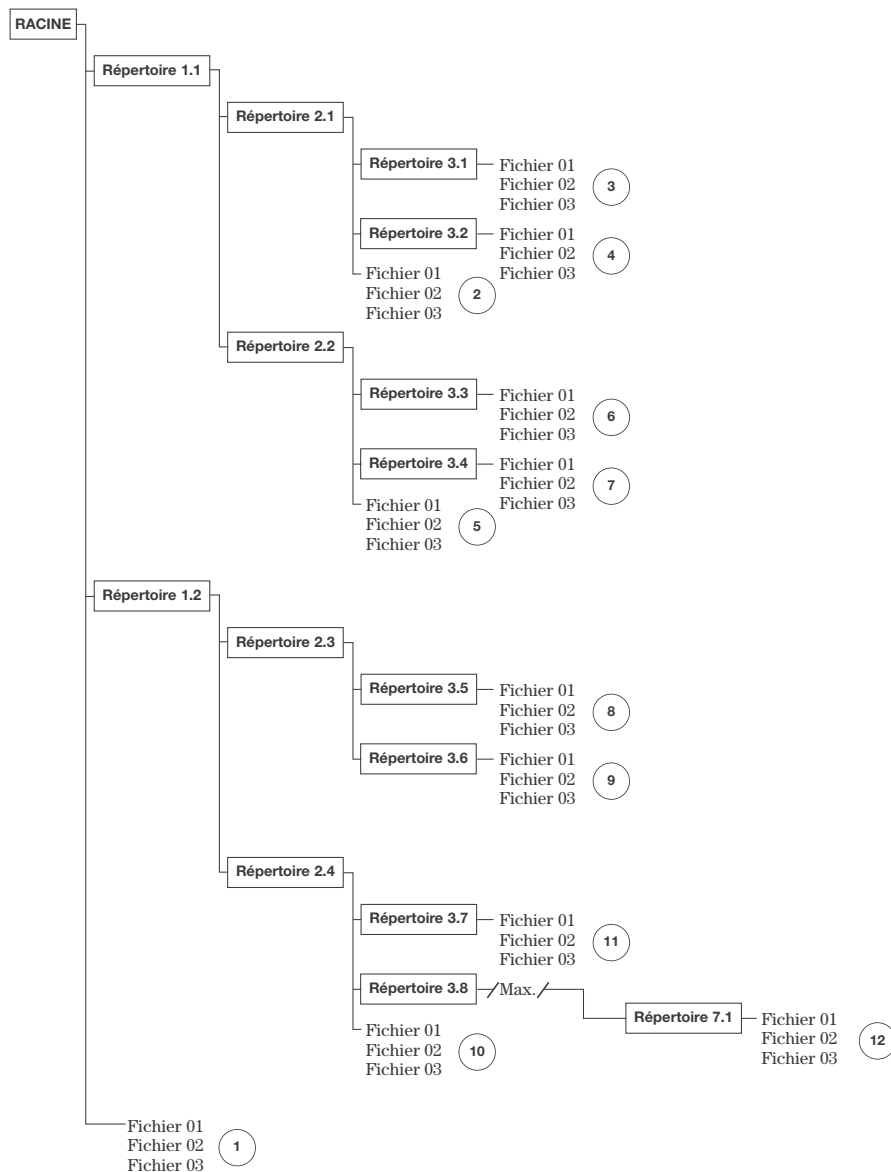 RACINE
Répertoire 1.1
Répertoire 2.1
Répertoire 3.1
Fichier 01
Fichier 02
Fichier 03
3
Répertoire 3.2
Fichier 01
Fichier 02
Fichier 03
4
Fichier 01
Fichier 02
Fichier 03
2
Répertoire 2.2
Répertoire 3.3
Fichier 01
Fichier 02
Fichier 03
6
Répertoire 3.4
Fichier 01
Fichier 02
Fichier 03
7
Fichier 01
Fichier 02
Fichier 03
5
Répertoire 1.2
Répertoire 2.3
Répertoire 3.5
Fichier 01
Fichier 02
Fichier 03
8
Répertoire 3.6
Fichier 01
Fichier 02
Fichier 03
9
Répertoire 2.4
Répertoire 3.7
Fichier 01
Fichier 02
Fichier 03
11
Répertoire 3.8
Max.
Répertoire 7.1
Fichier 01
Fichier 02
Fichier 03
12
Fichier 01
Fichier 02
Fichier 03
10
Fichier 01
Fichier 02
Fichier 03
1